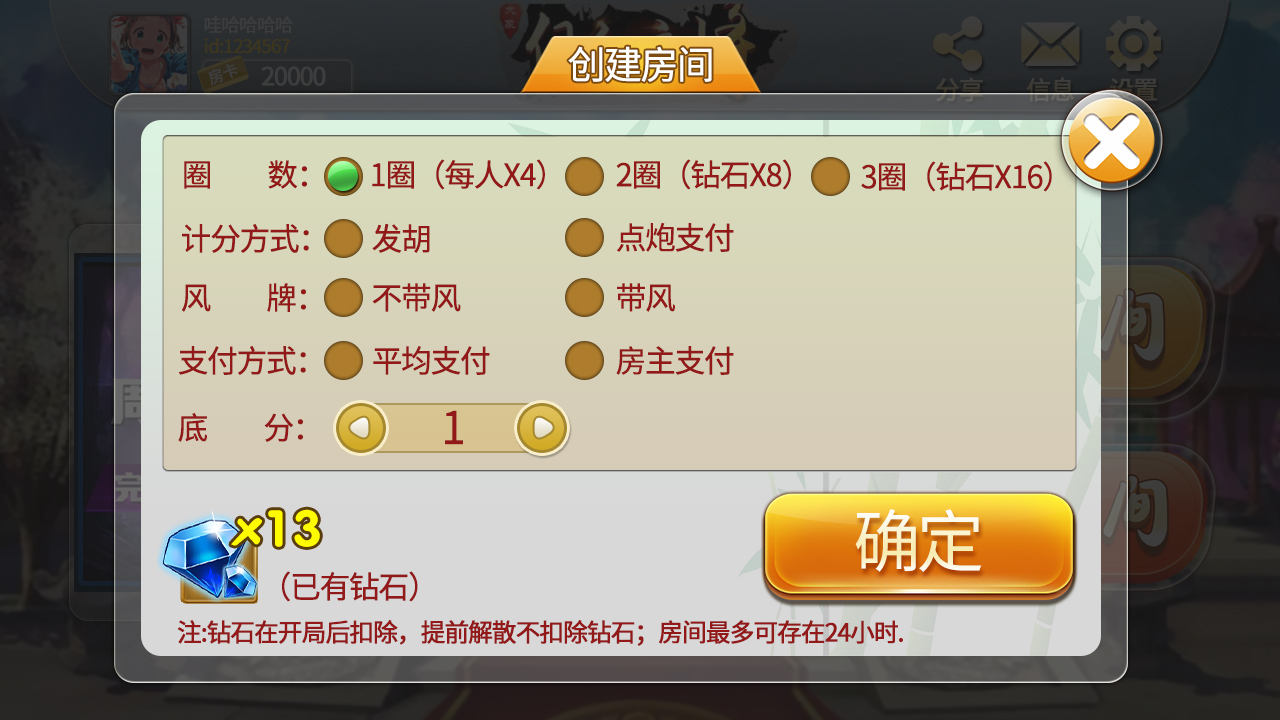 哇哈哈哈哈
id:1234567
房卡 20000
分享 信息 设置
创建房间
圈 数： 1圈（每人X4） 2圈（钻石X8） 3圈（钻石X16）
计分方式： 发胡 点炮支付
风 牌： 不带风 带风
支付方式： 平均支付 房主支付
底 分： 1
间
间
×13
（已有钻石）
确定
注:钻石在开局后扣除，提前解散不扣除钻石；房间最多可存在24小时.